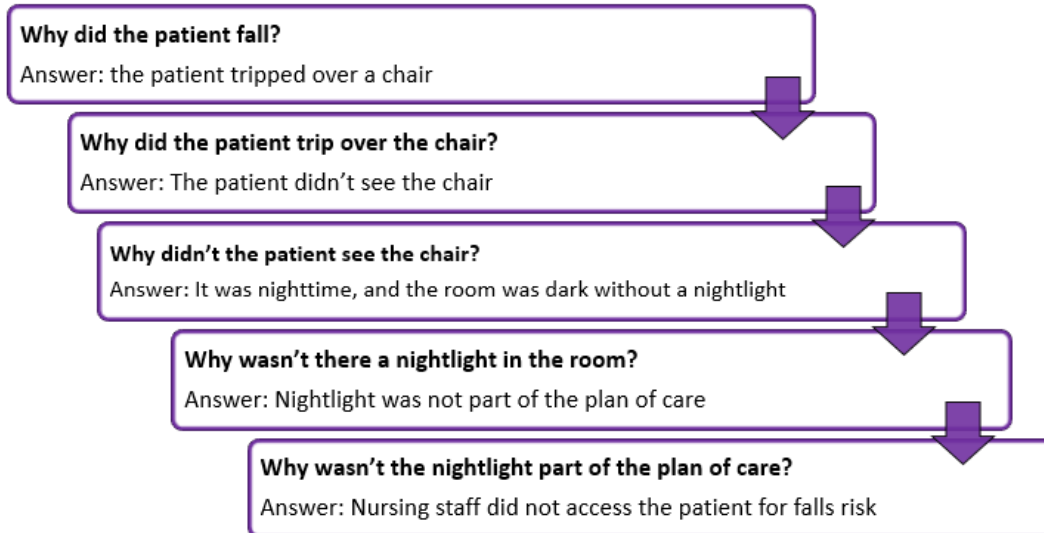 Why did the patient fall?
Answer: the patient tripped over a chair
Why did the patient trip over the chair?
Answer: The patient didn’t see the chair
Why didn’t the patient see the chair?
Answer: It was nighttime, and the room was dark without a nightlight
Why wasn’t there a nightlight in the room?
Answer: Nightlight was not part of the plan of care
Why wasn’t the nightlight part of the plan of care?
Answer: Nursing staff did not access the patient for falls risk